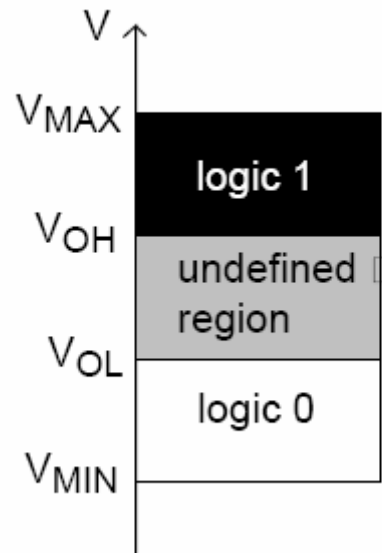 V
VMAX
logic 1
VOH
undefined
region
VOL
logic 0
VMIN